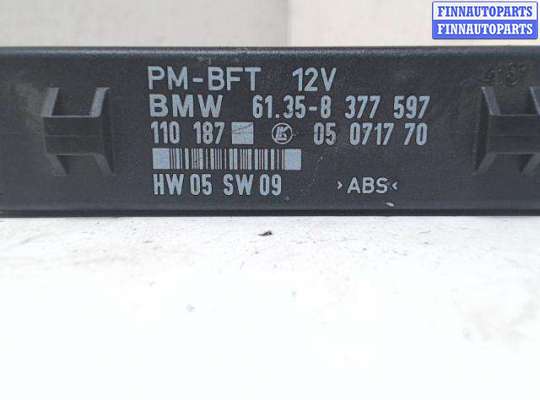 FINNAUTOPARTS
FINNAUTOPARTS
PM-BFT 12V
BMW 61.35-8 377 597
110 187 05 0717 70
HW 05 SW 09 >ABS<